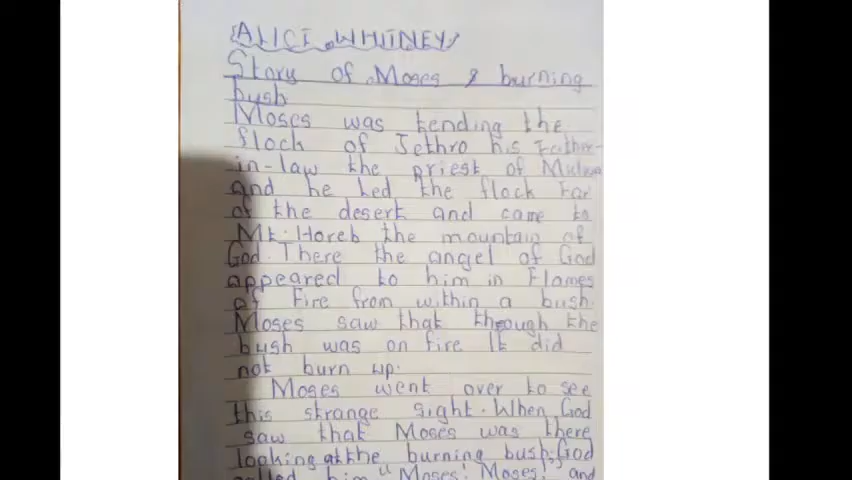 ALICE WHITNEY
Story of Moses & burning
bush
Moses was tending the
flock of Jethro his Father-
in-law the priest of
and he led the flock far
of the desert and came to
Mt. Horeb the mountain of
God. There the angel of God
appeared to him in Flames
of Fire from within a bush.
Moses saw that through the
bush was on fire It did
not burn up.
Moses went over to see
this strange sight. When God
saw that Moses was there
looking at the burning bush, God
called him "Moses! Moses! and